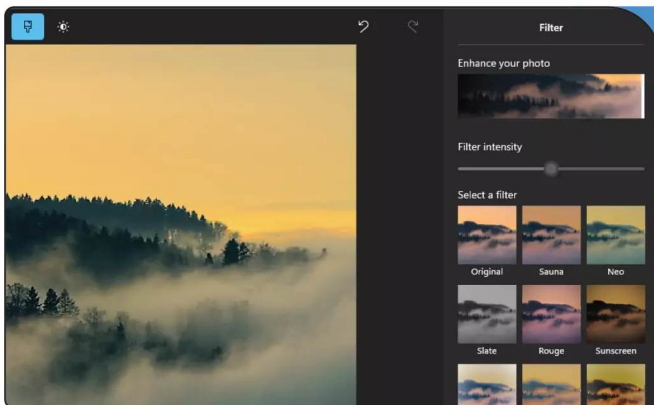 Filter
Enhance your photo
Filter intensity
Select a filter
Original Sauna Neo
Slate Rouge Sunscreen